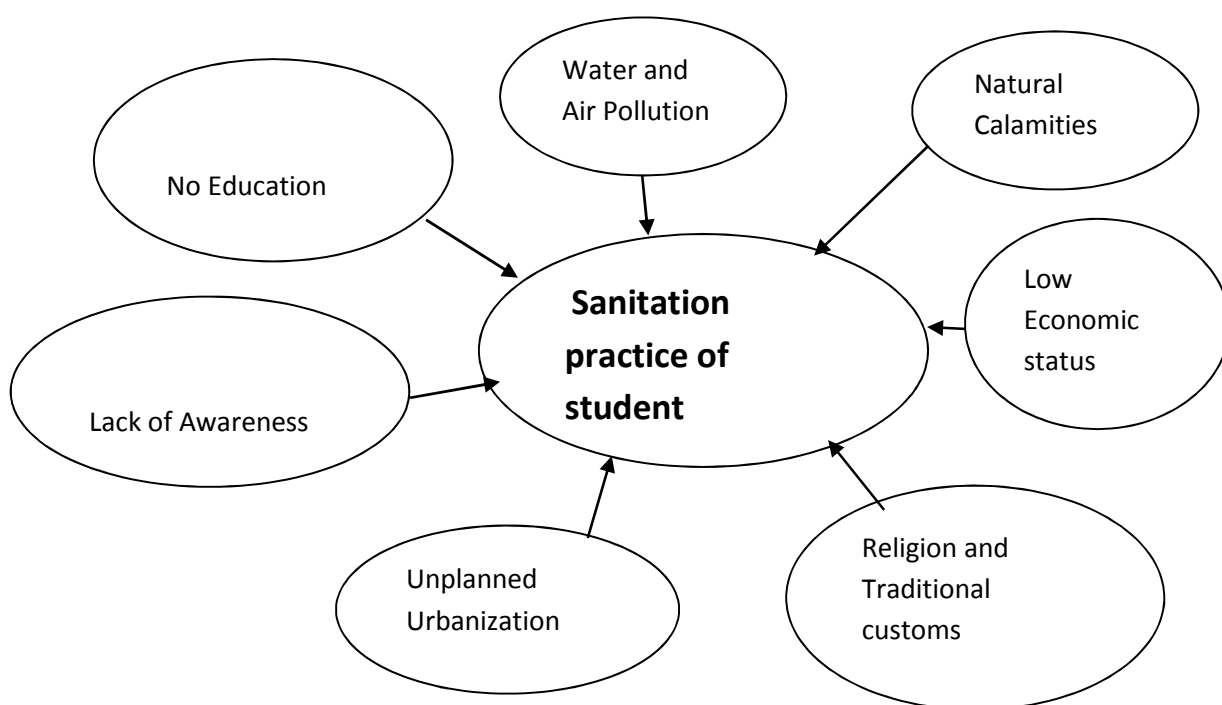 Water and
Air Pollution
Natural
Calamities
No Education
Low
Economic
status
Sanitation
practice of
student
Lack of Awareness
Religion and
Traditional
customs
Unplanned
Urbanization